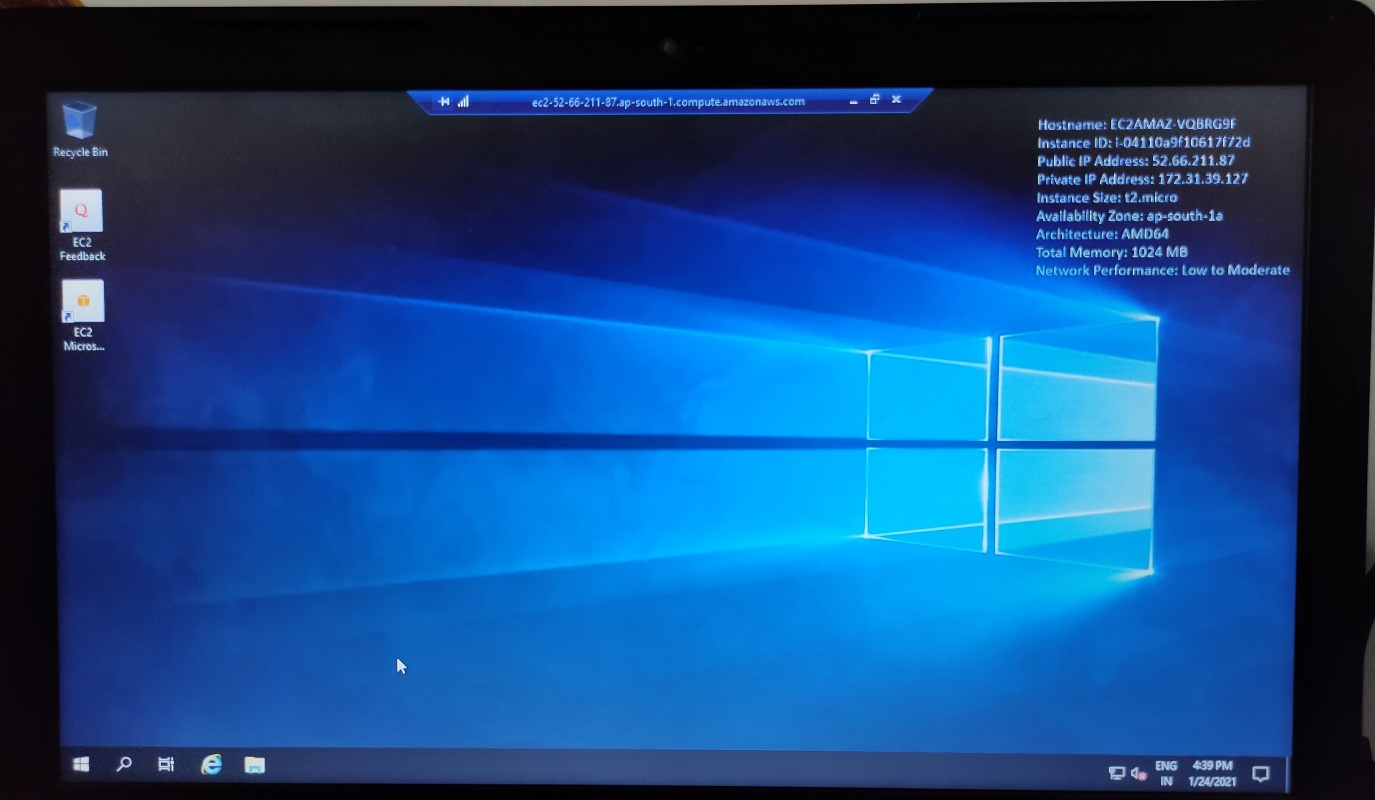 ec2-52-66-211-87.ap-south-1.compute.amazonaws.com
Hostname: EC2AMAZ-VQBRG9F
Instance ID: i-04110a9f10617f72d
Public IP Address: 52.66.211.87
Private IP Address: 172.31.39.127
Instance Size: t2.micro
Availability Zone: ap-south-1a
Architecture: AMD64
Total Memory: 1024 MB
Network Performance: Low to Moderate
Recycle Bin
Q
EC2
Feedback
EC2
Micros...
ENG
IN
4:39 PM
1/24/2021